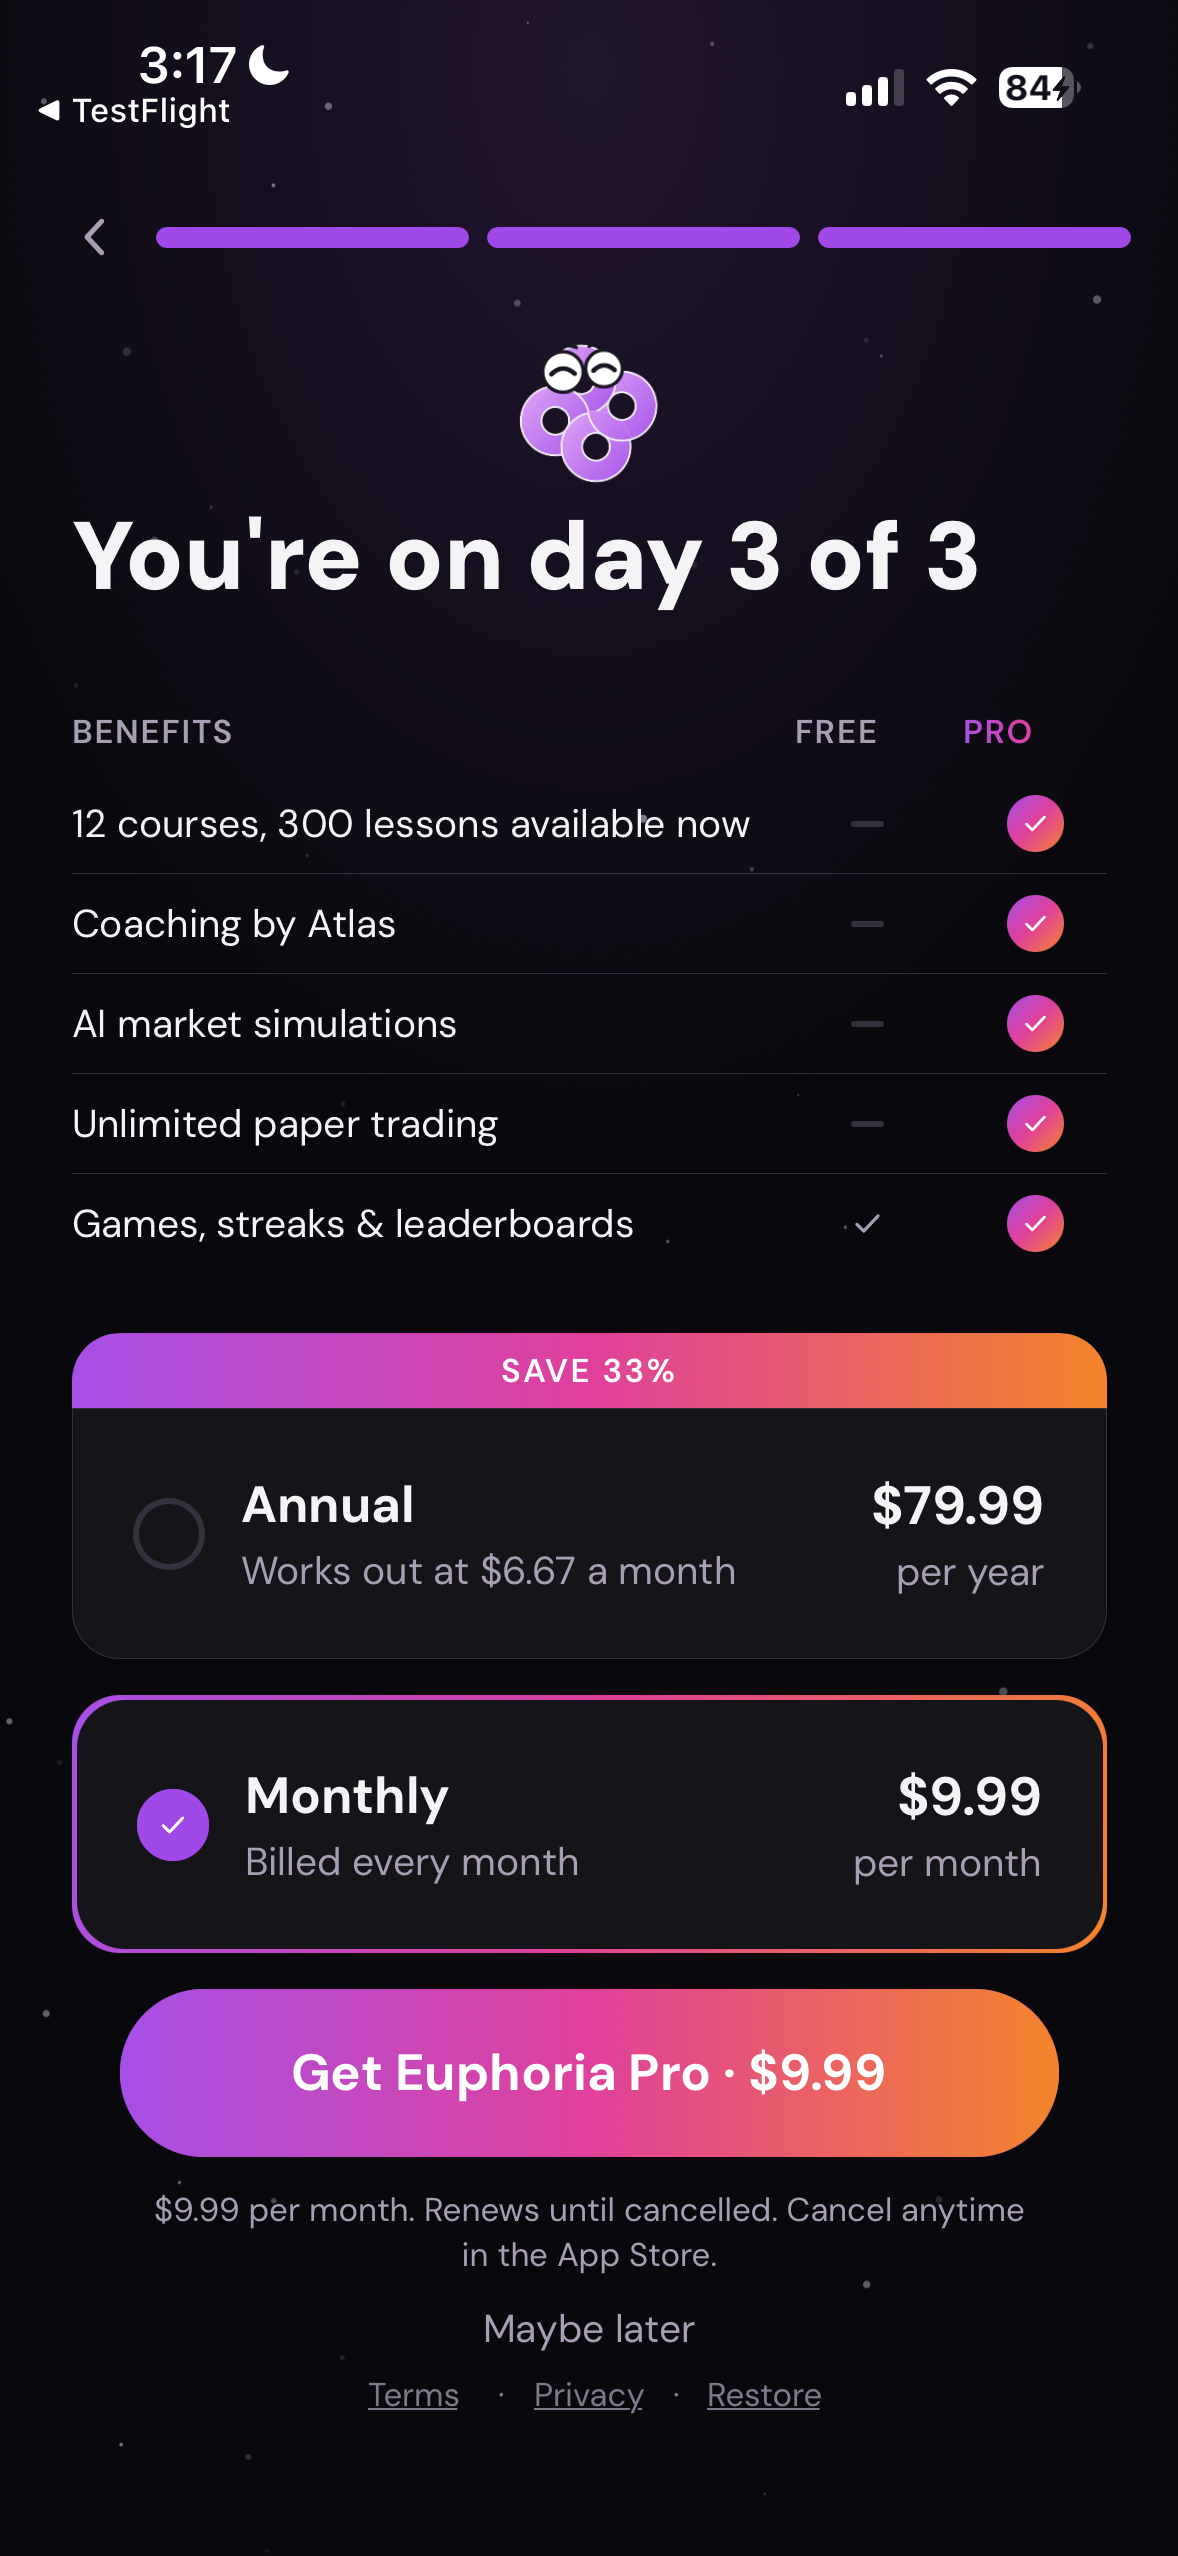 3:17
84
TestFlight
You're on day 3 of 3
BENEFITS FREE PRO
12 courses, 300 lessons available now
Coaching by Atlas
AI market simulations
Unlimited paper trading
Games, streaks & leaderboards
SAVE 33%
Annual $79.99
Works out at $6.67 a month per year
Monthly $9.99
Billed every month per month
Get Euphoria Pro · $9.99
$9.99 per month. Renews until cancelled. Cancel anytime
in the App Store.
Maybe later
Terms · Privacy · Restore